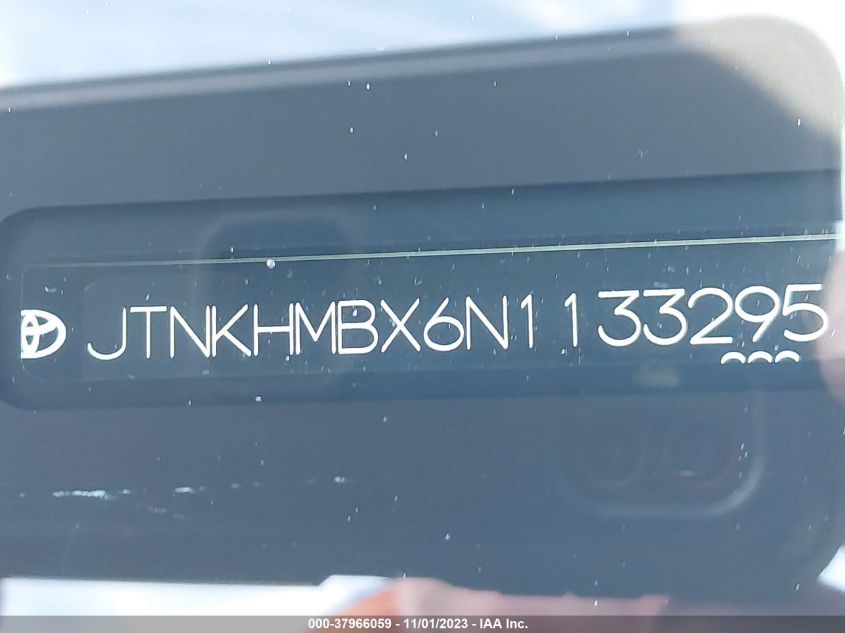 JTNKHMBX6N1133295
000-37966059 - 11/01/2023 - IAA Inc.